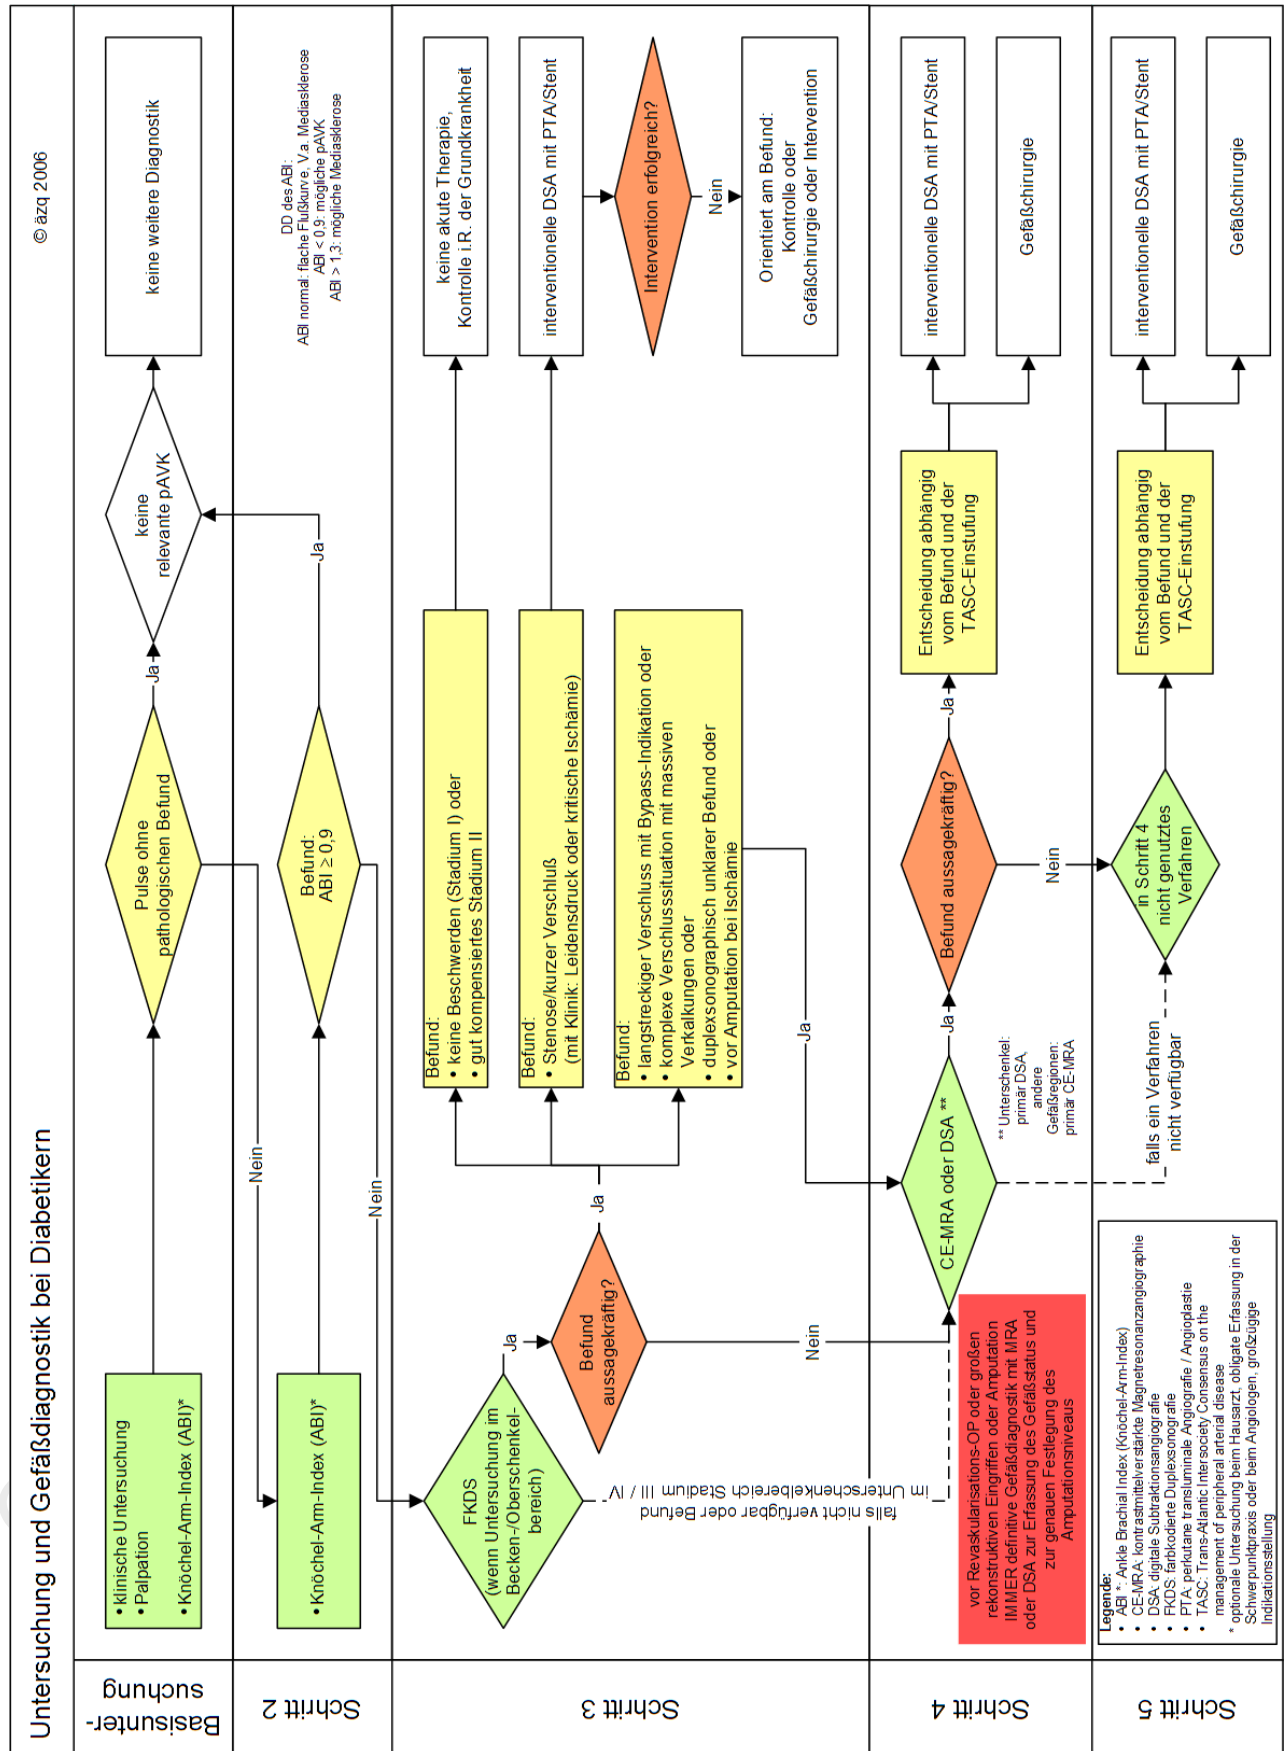 Untersuchung und Gefäßdiagnostik bei Diabetikern
© äzq 2006
Basisunter-
suchung
• klinische Untersuchung
• Palpation
• Knöchel-Arm-Index (ABI)*
Pulse ohne
pathologischen Befund
Ja
Nein
keine
relevante pAVK
keine weitere Diagnostik
Schritt 2
• Knöchel-Arm-Index (ABI)*
Befund:
ABI ≥ 0,9
Ja
Nein
DD des ABI:
ABI normal: flache Flußkurve, V.a. Mediasklerose
ABI < 0,9: mögliche pAVK
ABI > 1,3: mögliche Mediasklerose
Schritt 3
FKDS
(wenn Untersuchung im
Becken-/Oberschenkel-
bereich)
Ja
falls nicht verfügbar oder Befund
im Unterschenkelbereich Stadium III / IV
Befund
aussagekräftig?
Ja
Nein
Befund:
• keine Beschwerden (Stadium I) oder
• gut kompensiertes Stadium II
Befund:
• Stenose/kurzer Verschluß
(mit Klinik: Leidensdruck oder kritische Ischämie)
Befund:
• langstreckiger Verschluss mit Bypass-Indikation oder
• komplexe Verschlusssituation mit massiven
Verkalkungen oder
• duplexsonographisch unklarer Befund oder
• vor Amputation bei Ischämie
Ja
keine akute Therapie,
Kontrolle i.R. der Grundkrankheit
interventionelle DSA mit PTA/Stent
Intervention erfolgreich?
Nein
Orientiert am Befund:
Kontrolle oder
Gefäßchirurgie oder Intervention
Schritt 4
vor Revaskularisations-OP oder großen
rekonstruktiven Eingriffen oder Amputation
IMMER definitive Gefäßdiagnostik mit MRA
oder DSA zur Erfassung des Gefäßstatus und
zur genauen Festlegung des
Amputationsniveaus
CE-MRA oder DSA **
Ja
** Unterschenkel:
primär DSA,
andere
Gefäßregionen:
primär CE-MRA
Befund aussagekräftig?
Ja
Nein
Entscheidung abhängig
vom Befund und der
TASC-Einstufung
interventionelle DSA mit PTA/Stent
Gefäßchirurgie
Schritt 5
falls ein Verfahren
nicht verfügbar
in Schritt 4
nicht genutztes
Verfahren
Entscheidung abhängig
vom Befund und der
TASC-Einstufung
interventionelle DSA mit PTA/Stent
Gefäßchirurgie
Legende:
• ABI *: Ankle Brachial Index (Knöchel-Arm-Index)
• CE-MRA: kontrastmittelverstärkte Magnetresonanzangiographie
• DSA: digitale Subtraktionsangiografie
• FKDS: farbkodierte Duplexsonografie
• PTA: perkutane transluminale Angiografie / Angioplastie
• TASC: Trans-Atlantic Intersociety Consensus on the
management of peripheral arterial disease
* optionale Untersuchung beim Hausarzt, obligate Erfassung in der
Schwerpunktpraxis oder beim Angiologen, großzügige
Indikationsstellung